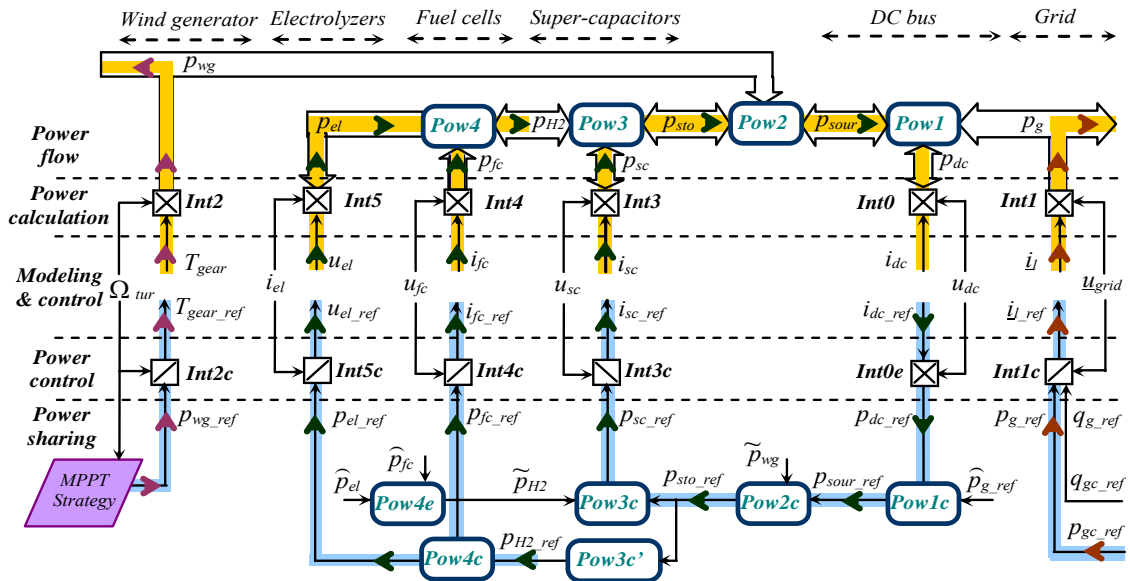 Wind generator Electrolyzers Fuel cells Super-capacitors DC bus Grid
p_wg
Power
flow
p_el Pow4 p_H2 Pow3 p_sto Pow2 p_sour Pow1 p_g
p_fc p_sc p_dc
Power
calculation
Int2 Int5 Int4 Int3 Int0 Int1
Modeling
& control
T_gear u_el i_fc i_sc i_dc i_l
Ω_tur i_el u_fc u_sc u_dc u_grid
T_gear_ref u_el_ref i_fc_ref i_sc_ref i_dc_ref i_l_ref
Power
control
Int2c Int5c Int4c Int3c Int0e Int1c
Power
sharing
p_wg_ref p_el_ref p_fc_ref p_sc_ref p_dc_ref p_g_ref q_g_ref
MPPT
Strategy
p̂_el p̂_fc Pow4e p̃_H2 Pow3c p_sto_ref p̃_wg Pow2c p_sour_ref Pow1c p̂_g_ref q_gc_ref
Pow4c p_H2_ref Pow3c’ p_gc_ref